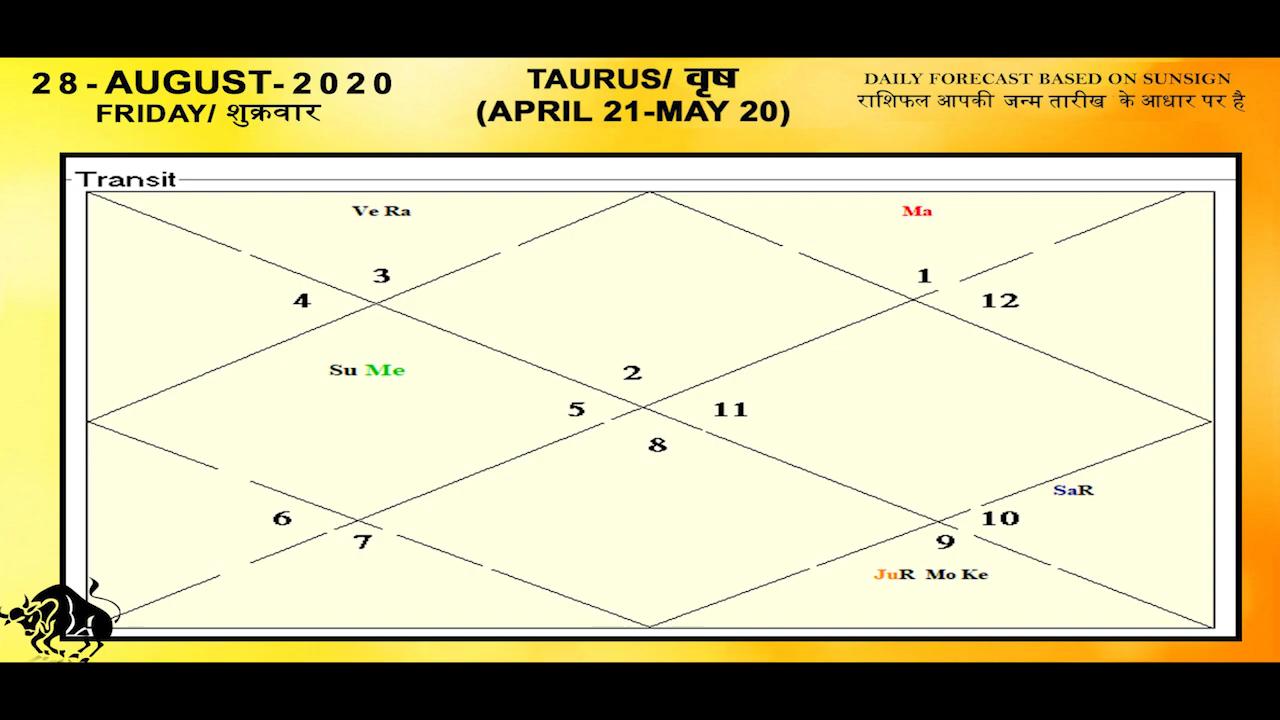 28-AUGUST-2020
FRIDAY/ शुक्रवार
TAURUS/ वृष
(APRIL 21-MAY 20)
DAILY FORECAST BASED ON SUNSIGN
राशिफल आपकी जन्म तारीख के आधार पर है
Transit
Ve Ra
Ma
3
1
4
12
Su Me
2
5
11
8
SaR
6
10
7
9
JuR Mo Ke